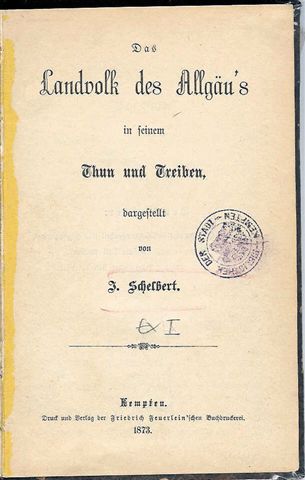 Das
Landvolk des Allgäu's
in seinem
Thun und Treiben,
dargestellt
von
J. Schelbert.
I
Kempten.
Druck und Verlag der Friedrich Feuerlein'schen Buchdruckerei.
1873.